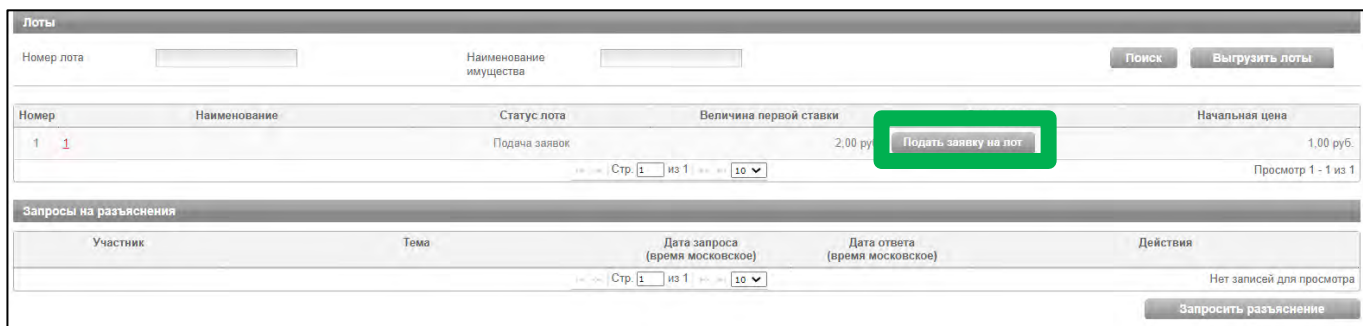 Лоты
Номер лота
Наименование имущества
Поиск
Выгрузить лоты
Номер Наименование Статус лота Величина первой ставки Начальная цена
1 1 Подача заявок 2,00 ру Подать заявку на лот 1,00 руб.
Стр. 1 из 1 10 Просмотр 1 - 1 из 1
Запросы на разъяснения
Участник Тема Дата запроса (время московское) Дата ответа (время московское) Действия
Стр. 1 из 1 10 Нет записей для просмотра
Запросить разъяснение